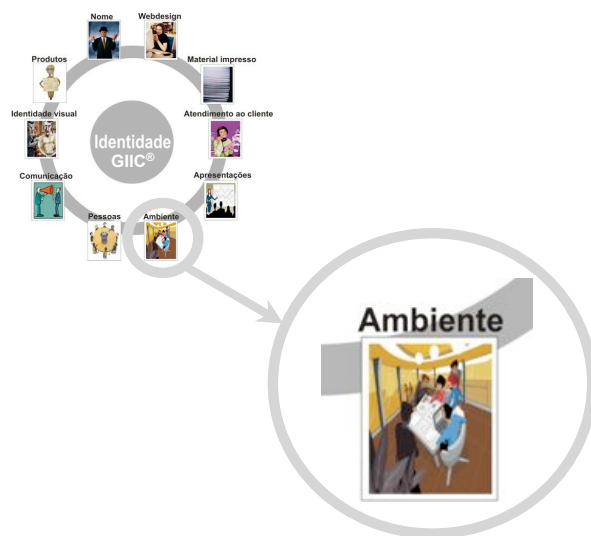 Nome
Webdesign
Produtos
Material impresso
Identidade visual
Atendimento ao cliente
Identidade
GIIC®
Comunicação
Apresentações
Pessoas
Ambiente
Ambiente